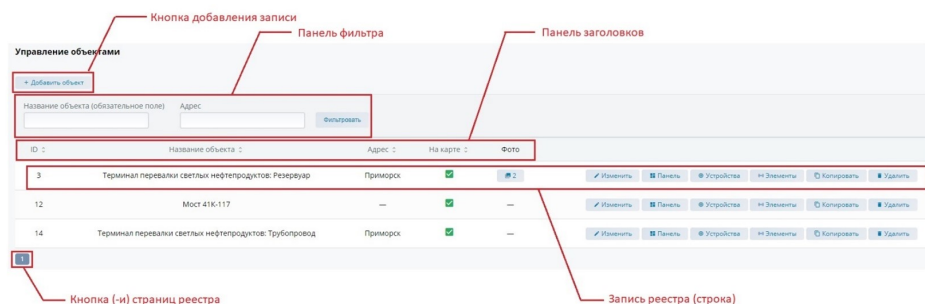 Кнопка добавления записи
Панель фильтра
Панель заголовков
Управление объектами
+ Добавить объект
Название объекта (обязательное поле) Адрес
Фильтровать
ID Название объекта Адрес На карте Фото
3 Терминал перевалки светлых нефтепродуктов: Резервуар Приморск 2 Изменить Панель Устройства Элементы Копировать Удалить
12 Мост 41К-117 — — Изменить Панель Устройства Элементы Копировать Удалить
14 Терминал перевалки светлых нефтепродуктов: Трубопровод Приморск — Изменить Панель Устройства Элементы Копировать Удалить
1
Кнопка (-и) страниц реестра
Запись реестра (строка)